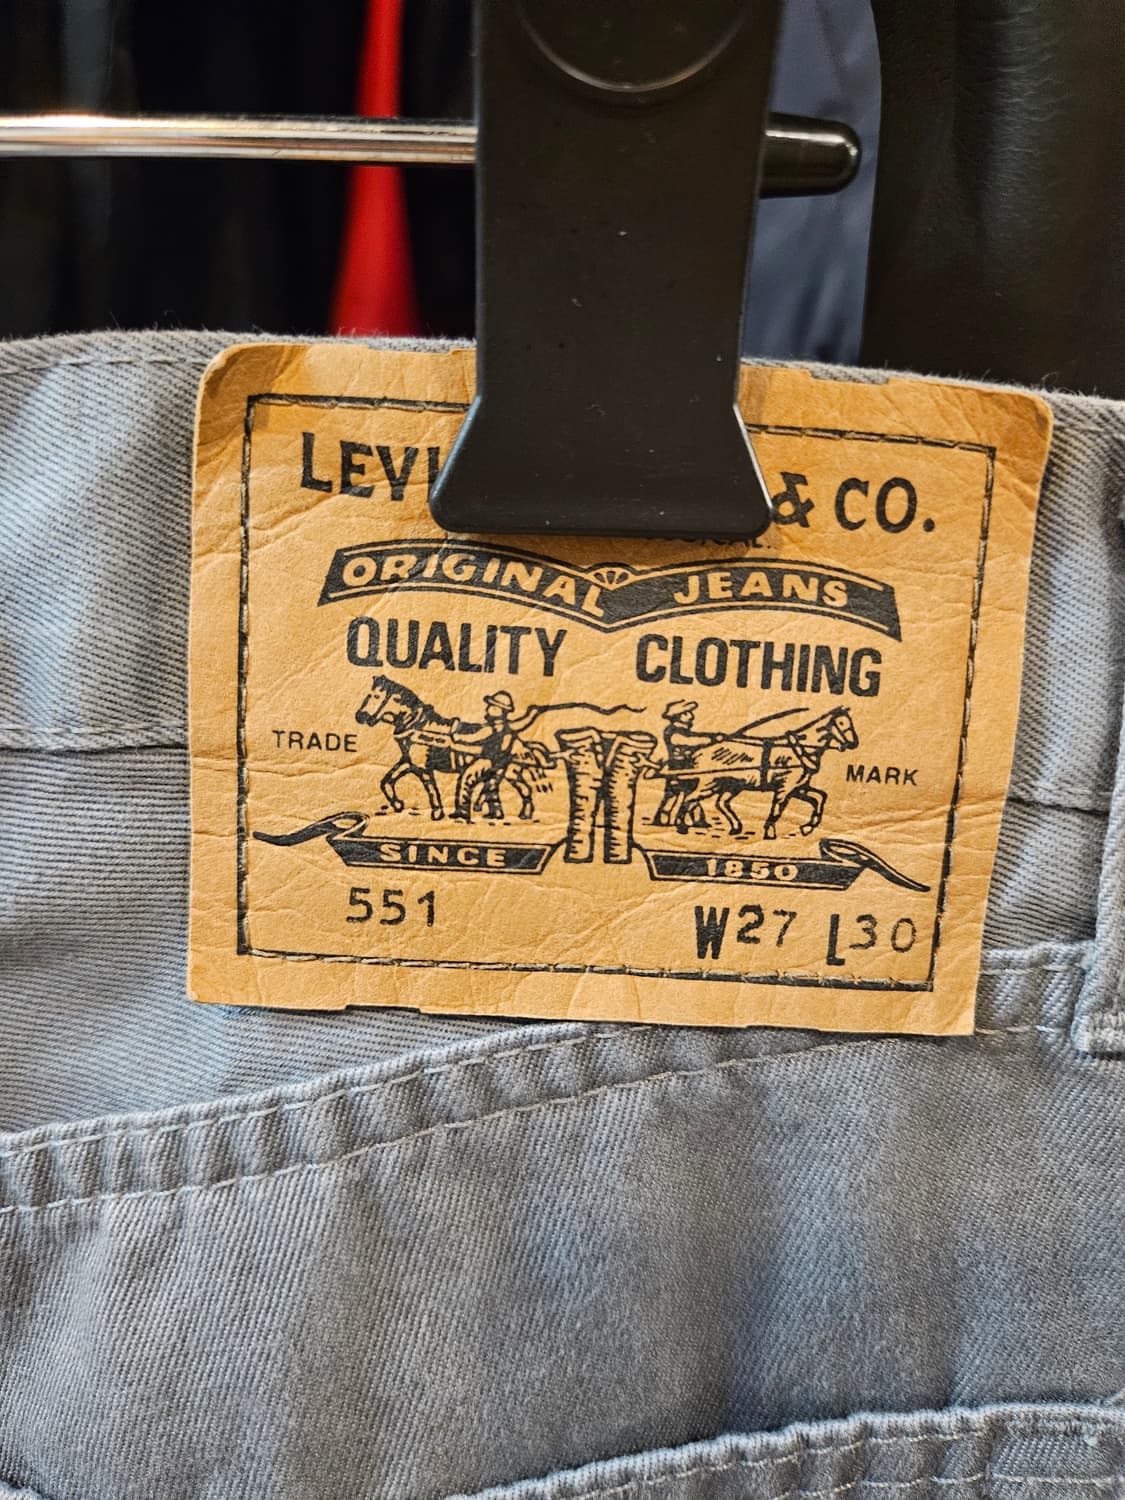 LEVI & CO.
ORIGINAL JEANS
QUALITY CLOTHING
TRADE MARK
SINCE 1850
551 W27 L30